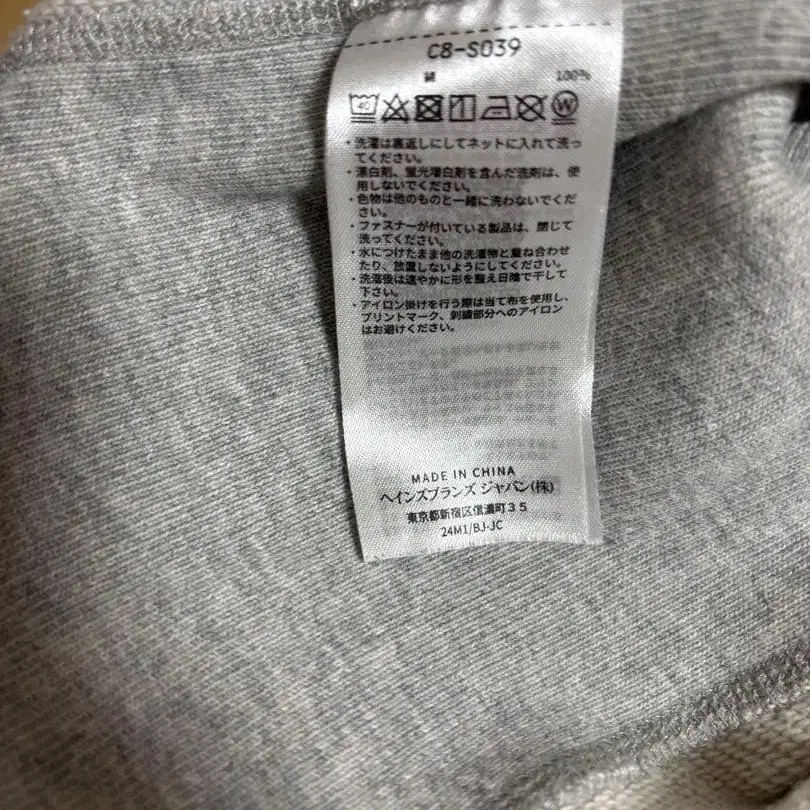 C8-S039
綿 100%
40 W
・洗濯は裏返しにしてネットに入れて洗っ
てください。
・漂白剤、蛍光増白剤を含んだ洗剤は、使
用しないでください。
・色物は他のものと一緒に洗わないでくだ
さい。
・ファスナーが付いている製品は、閉じて
洗ってください。
・水につけたまま他の洗濯物と重ね合わせ
たり、放置しないようにしてください。
・洗濯後は速やかに形を整え日陰で干して
下さい。
・アイロン掛けを行う際は当て布を使用し、
プリントマーク、刺繍部分へのアイロン
はお避けください。
MADE IN CHINA
ヘインズブランズ ジャパン(株)
東京都新宿区信濃町35
24M1/BJ-JC